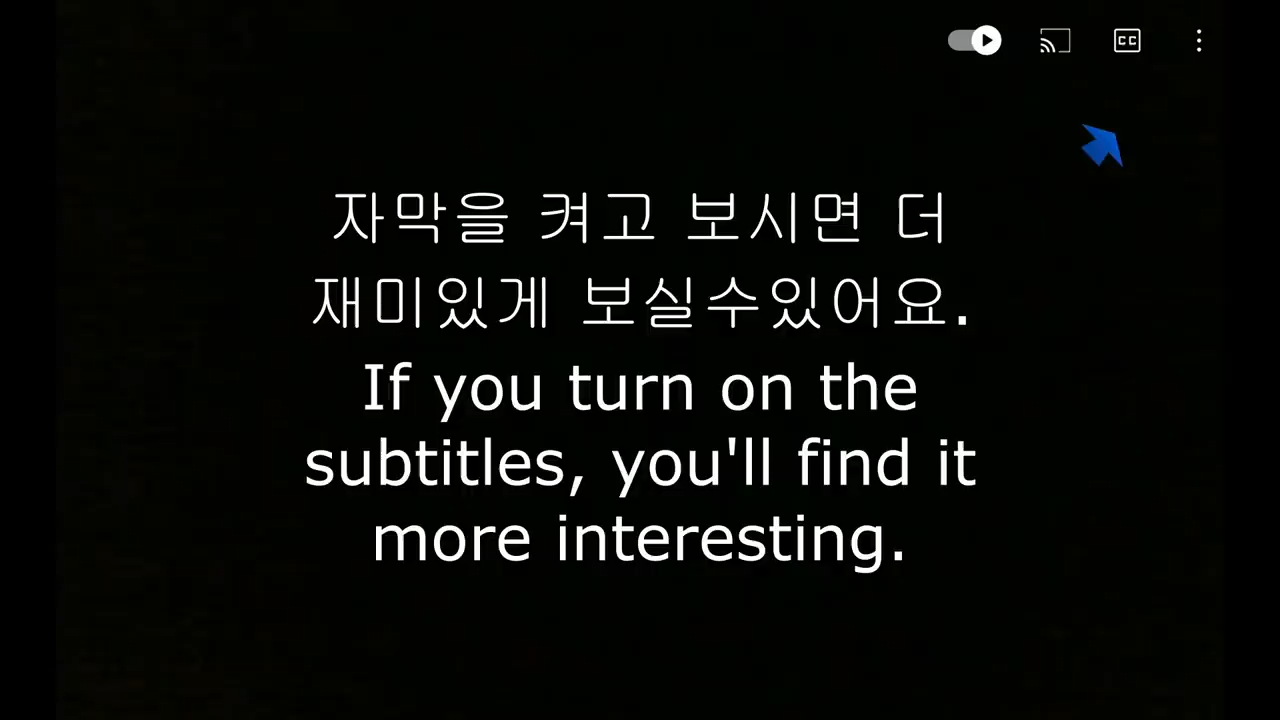 CC
자막을 켜고 보시면 더
재미있게 보실수있어요.
If you turn on the
subtitles, you'll find it
more interesting.